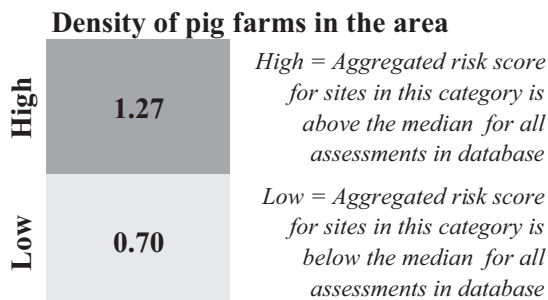 Density of pig farms in the area
High
1.27
High = Aggregated risk score
for sites in this category is
above the median for all
assessments in database
Low
0.70
Low = Aggregated risk score
for sites in this category is
below the median for all
assessments in database